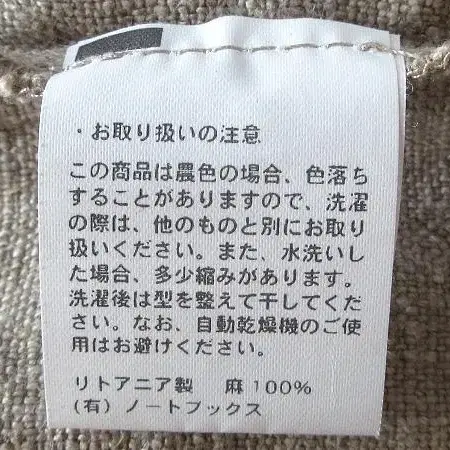 ・お取り扱いの注意
この商品は農色の場合、色落ち
することがありますので、洗濯
の際は、他のものと別にお取り
扱いください。また、水洗いし
た場合、多少縮みがあります。
洗濯後は型を整えて干してくだ
さい。なお、自動乾燥機のご使
用はお避けください。
リトアニア製　麻100%
(有)ノートブックス